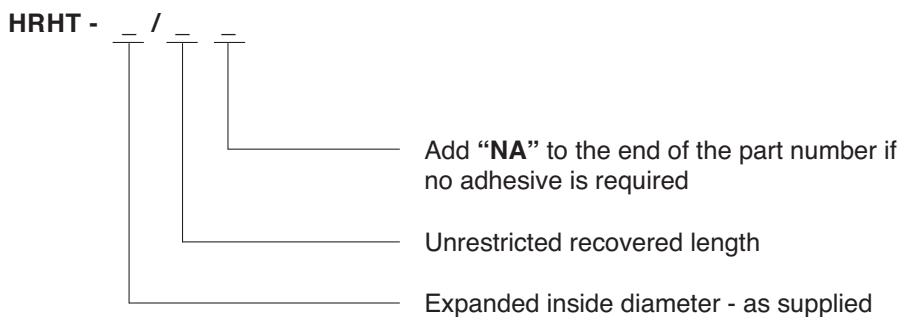 HRHT - _ / _ _
Add “NA” to the end of the part number if
no adhesive is required
Unrestricted recovered length
Expanded inside diameter - as supplied